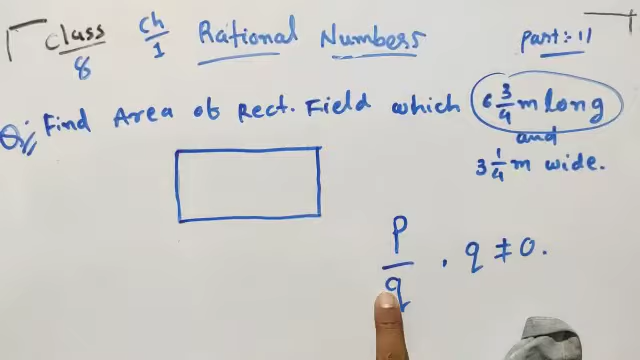 Class 8 Ch 1 Rational Numbers Part:- 11
Q:- Find Area of Rect. Field which 6 3/4 m long
and
3 1/4 m wide.
p/q , q ≠ 0.